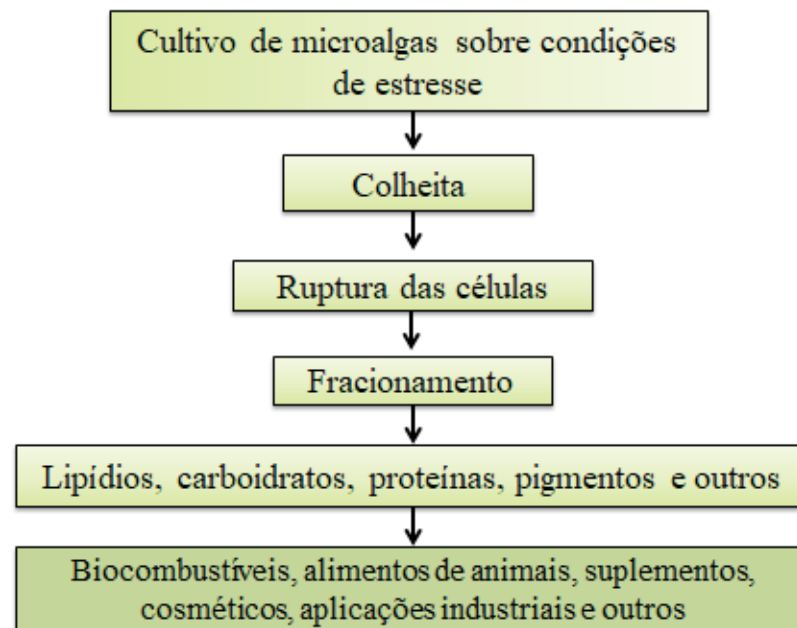 Cultivo de microalgas sobre condições
de estresse
Colheita
Ruptura das células
Fracionamento
Lipídios, carboidratos, proteínas, pigmentos e outros
Biocombustíveis, alimentos de animais, suplementos,
cosméticos, aplicações industriais e outros